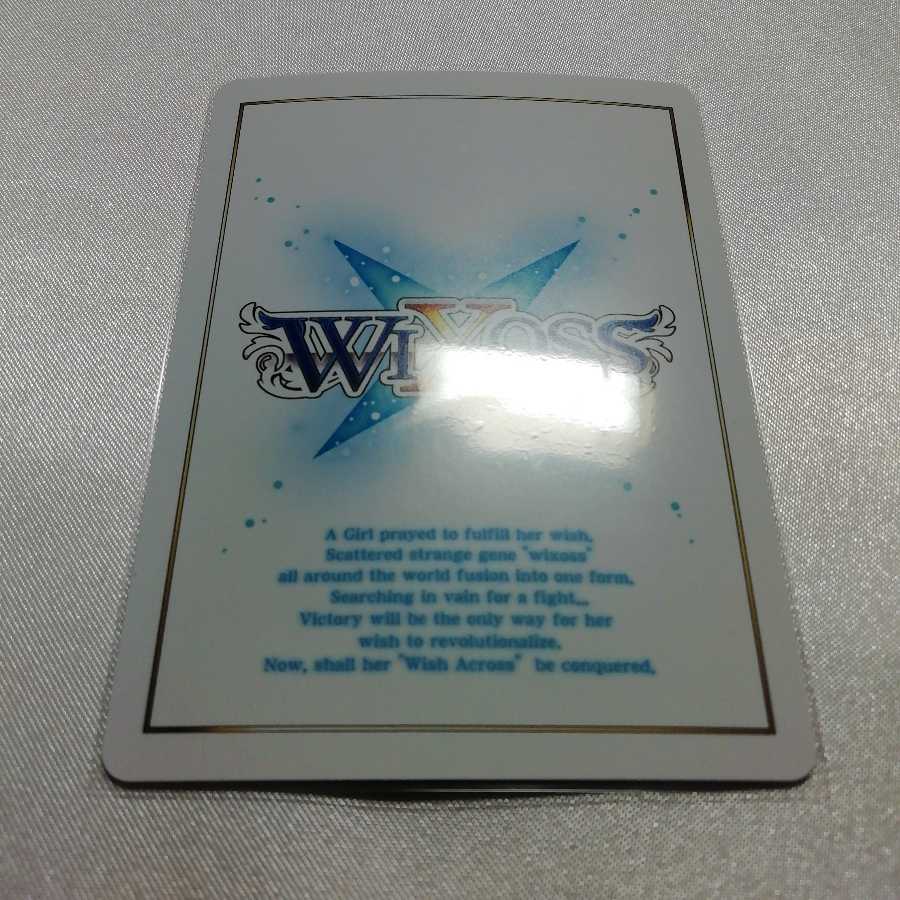 WIXOSS
A Girl prayed to fulfill her wish.
Scattered strange gene "wixoss"
all around the world fusion into one form.
Searching in vain for a fight...
Victory will be the only way for her
wish to revolutionalize.
Now, shall her "Wish Across" be conquered.